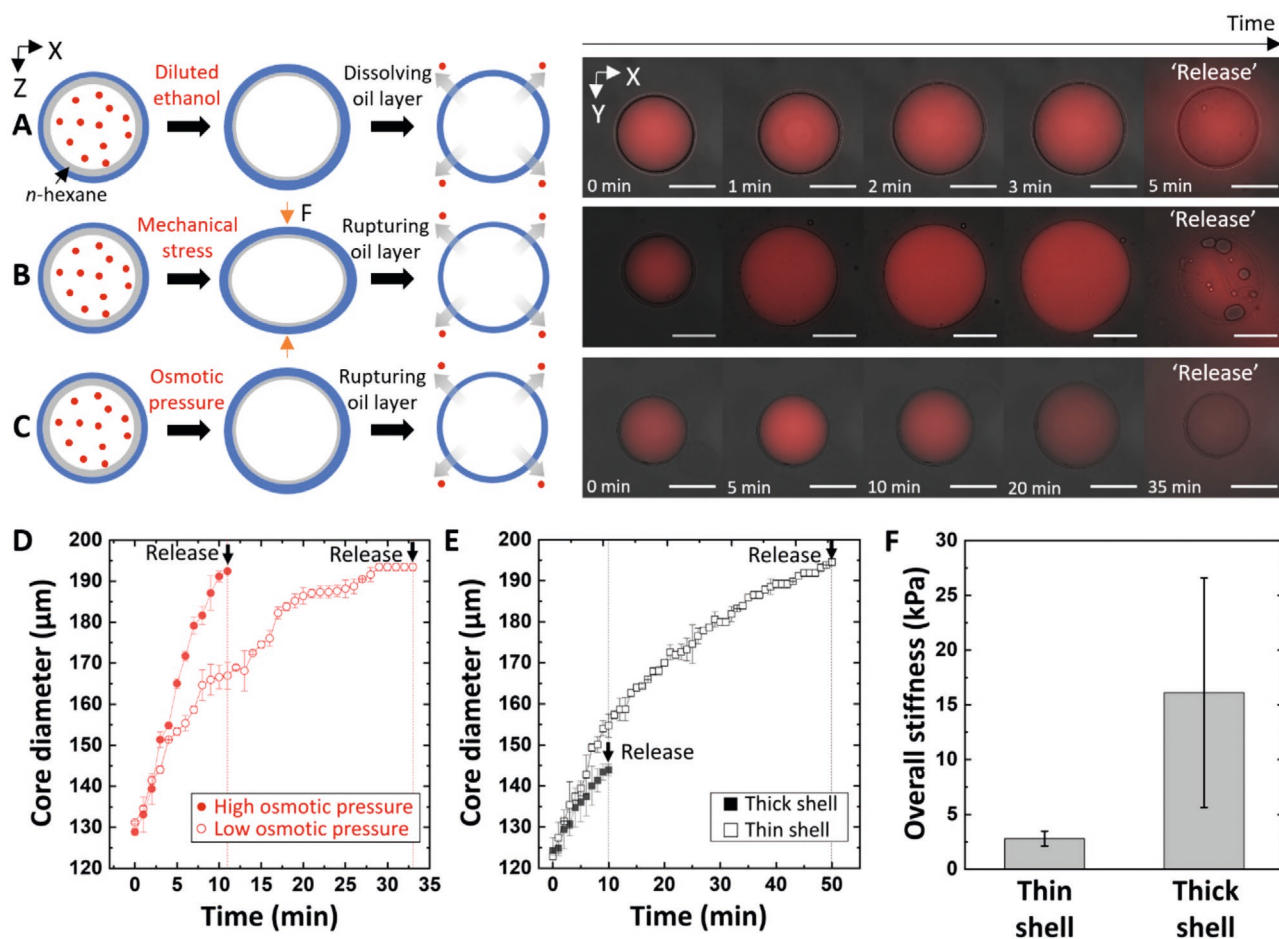 Time
X
Z
A
Diluted
ethanol
Dissolving
oil layer
n-hexane
X
Y
0 min
1 min
2 min
3 min
'Release'
5 min
F
B
Mechanical
stress
Rupturing
oil layer
'Release'
C
Osmotic
pressure
Rupturing
oil layer
0 min
5 min
10 min
20 min
'Release'
35 min
D
Core diameter (μm)
200
190
180
170
160
150
140
130
120
Release
Release
High osmotic pressure
Low osmotic pressure
0 5 10 15 20 25 30 35
Time (min)
E
Core diameter (μm)
200
190
180
170
160
150
140
130
120
Release
Release
Thick shell
Thin shell
0 10 20 30 40 50
Time (min)
F
Overall stiffness (kPa)
30
25
20
15
10
5
0
Thin
shell
Thick
shell